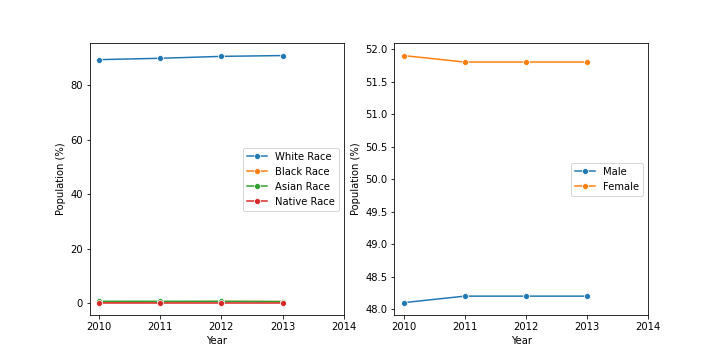 Population (%)
80
60
40
20
0
2010 2011 2012 2013 2014
Year
White Race
Black Race
Asian Race
Native Race
Population (%)
52.0
51.5
51.0
50.5
50.0
49.5
49.0
48.5
48.0
2010 2011 2012 2013 2014
Year
Male
Female